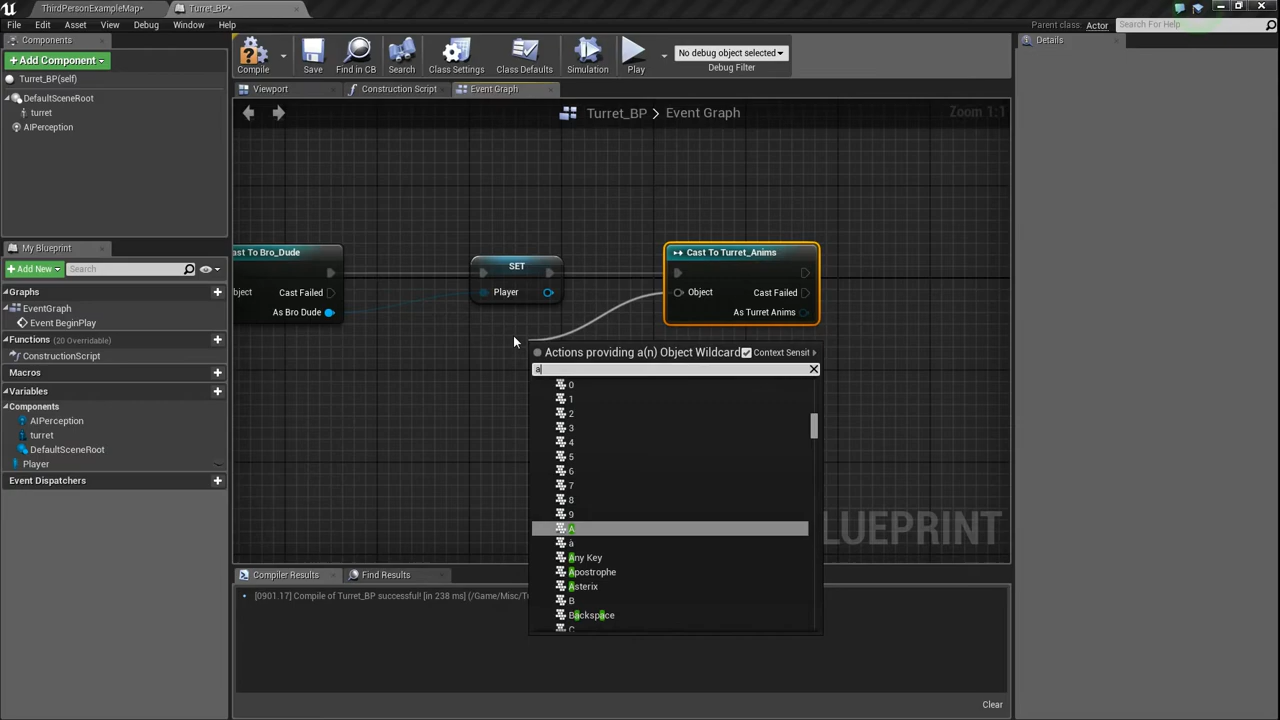 ThirdPersonExampleMap*
Turret_BP*
File Edit Asset View Debug Window Help
Parent class: Actor
Search For Help
Components
Details
+Add Component
Compile
Save
Find in CB
Search
Class Settings
Class Defaults
Simulation
Play
No debug object selected
Debug Filter
Turret_BP(self)
DefaultSceneRoot
turret
AIPerception
Viewport
Construction Script
Event Graph
Turret_BP > Event Graph
Zoom 1:1
My Blueprint
+Add New
Search
Graphs
EventGraph
Event BeginPlay
Functions (20 Overridable)
ConstructionScript
Macros
Variables
Components
AIPerception
turret
DefaultSceneRoot
Player
Event Dispatchers
ast To Bro_Dude
bject
Cast Failed
As Bro Dude
SET
Player
Cast To Turret_Anims
Object
Cast Failed
As Turret Anims
Actions providing a(n) Object Wildcard
Context Sensit
a
0
1
2
3
4
5
6
7
8
9
A
à
Any Key
Apostrophe
Asterix
B
Backspace
C
LUEPRINT
Compiler Results
Find Results
[0901.17] Compile of Turret_BP successful! [in 238 ms] (/Game/Misc/Tu
Clear